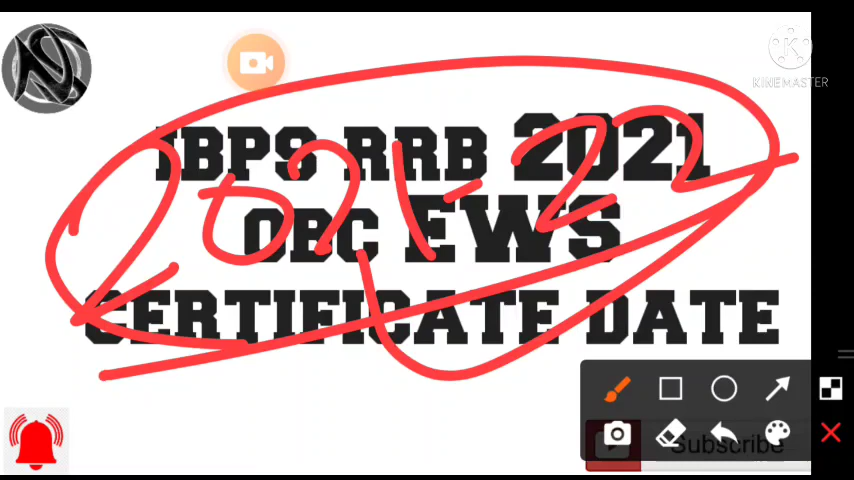 KINEMASTER
IBPS RRB 2021
2021-22
OBC EWS
CERTIFICATE DATE
Subscribe